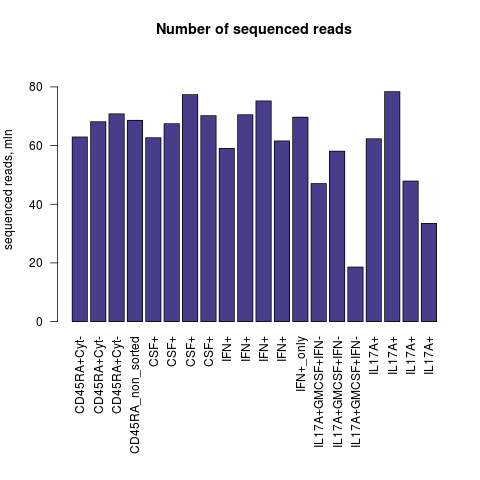 Number of sequenced reads
sequenced reads, mln
80
60
40
20
0
CD45RA+Cyt-
CD45RA+Cyt-
CD45RA+Cyt-
CD45RA_non_sorted
CSF+
CSF+
CSF+
CSF+
IFN+
IFN+
IFN+
IFN+
IFN+_only
IL17A+GMCSF+IFN-
IL17A+GMCSF+IFN-
IL17A+GMCSF+IFN-
IL17A+
IL17A+
IL17A+
IL17A+